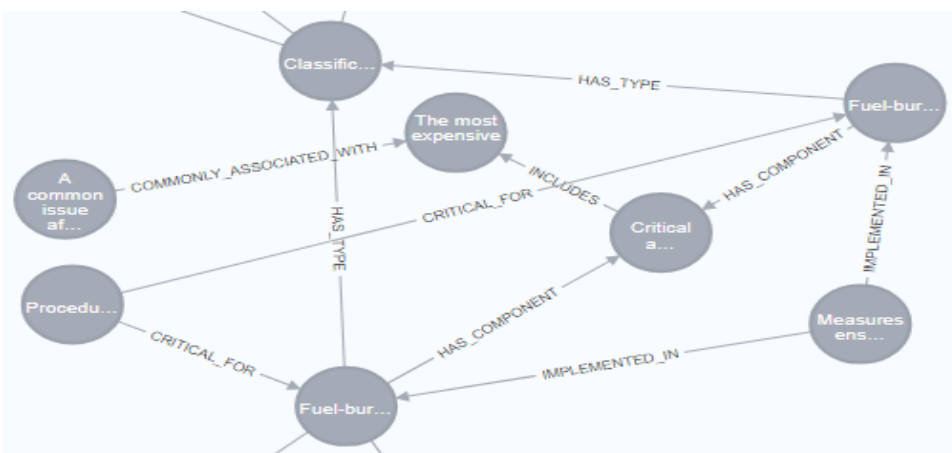 Classific...
HAS_TYPE
Fuel-bur...
The most
expensive
COMMONLY_ASSOCIATED_WITH
INCLUDES
HAS_COMPONENT
A
common
issue
af...
CRITICAL_FOR
HAS_TYPE
Critical
a...
IMPLEMENTED_IN
Procedu...
CRITICAL_FOR
HAS_COMPONENT
Measures
ens...
IMPLEMENTED_IN
Fuel-bur...